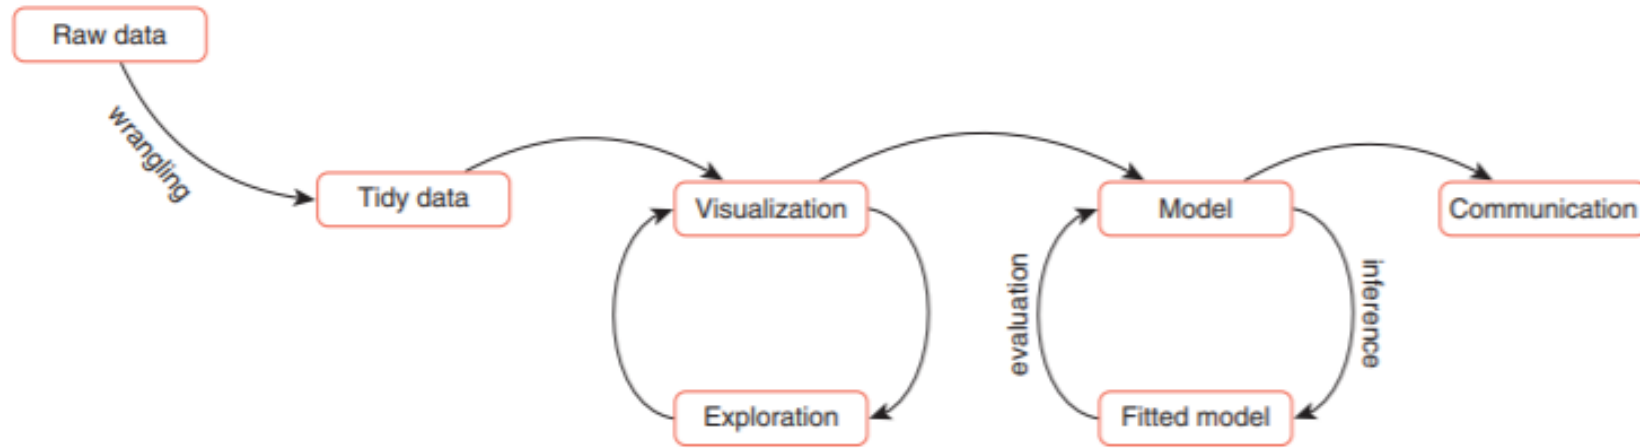 Raw data
wrangling
Tidy data
Visualization
Model
Communication
evaluation
inference
Exploration
Fitted model